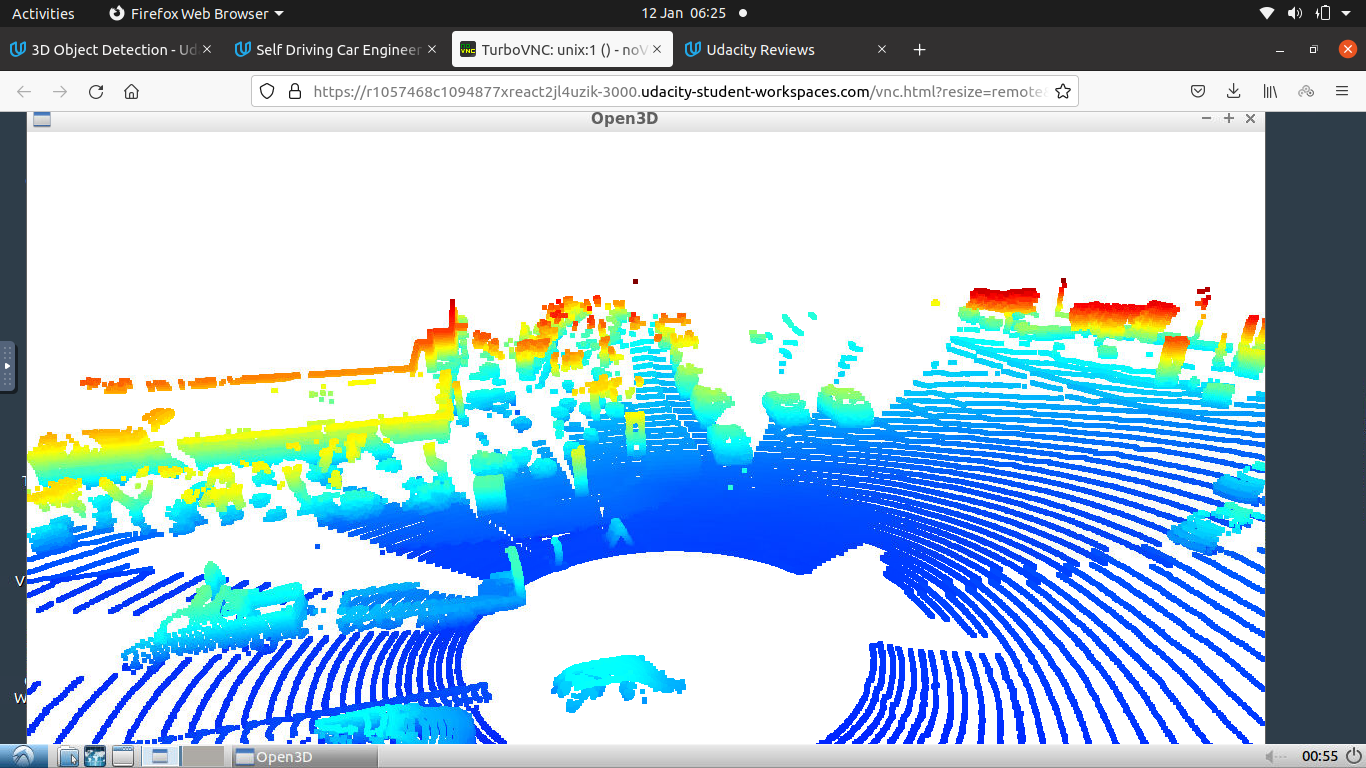 Activities Firefox Web Browser 12 Jan 06:25
3D Object Detection - Ud Self Driving Car Engineer TurboVNC: unix:1 () - noV Udacity Reviews
https://r1057468c1094877xreact2jl4uzik-3000.udacity-student-workspaces.com/vnc.html?resize=remote
Open3D
V
W
Open3D 00:55